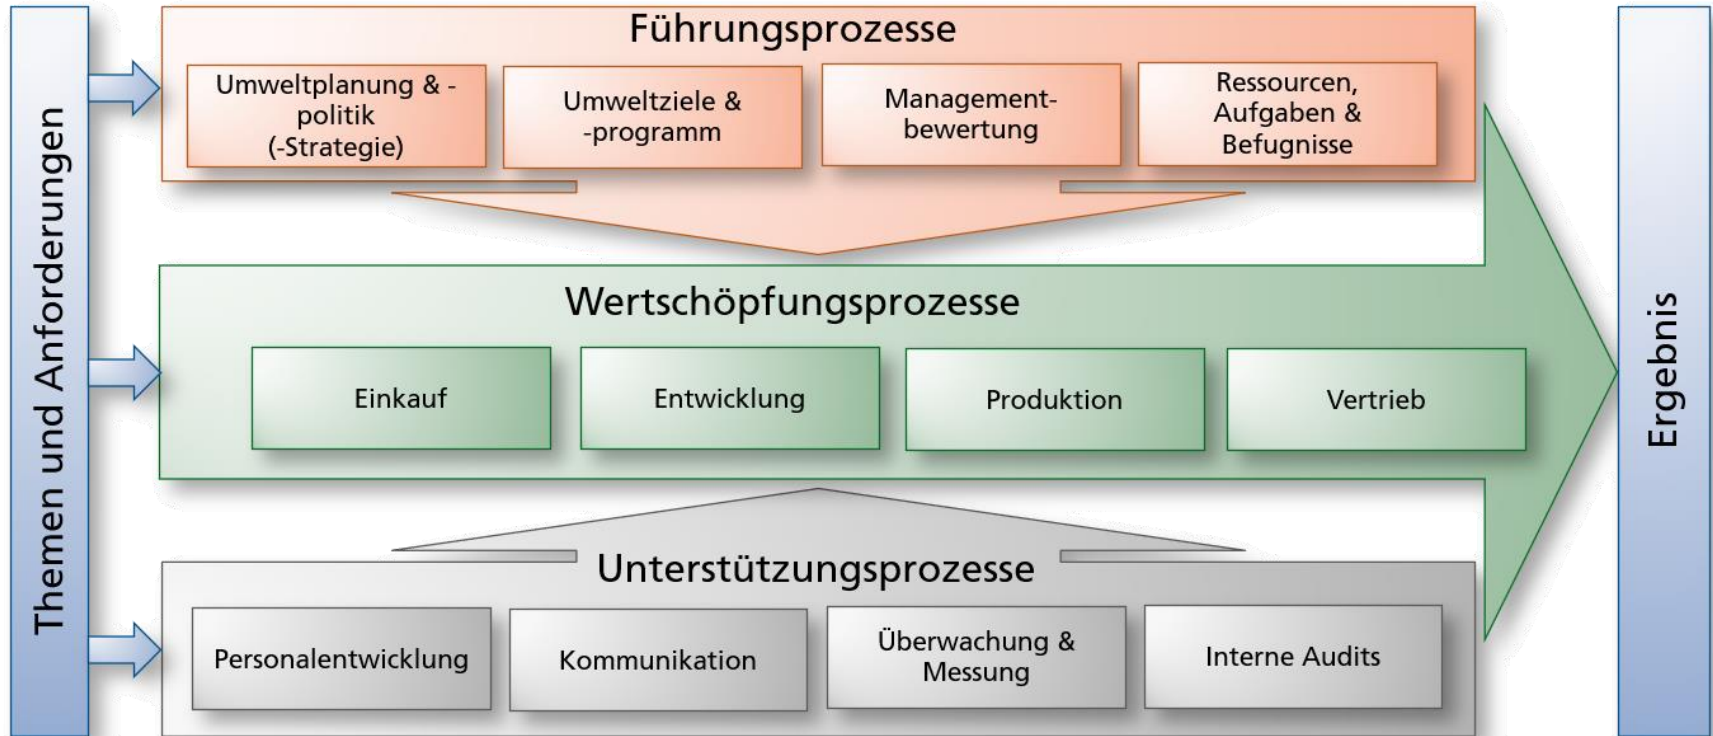 Themen und Anforderungen
Führungsprozesse
Umweltplanung & -
politik
(-Strategie)
Umweltziele &
-programm
Management-
bewertung
Ressourcen,
Aufgaben &
Befugnisse
Wertschöpfungsprozesse
Einkauf
Entwicklung
Produktion
Vertrieb
Unterstützungsprozesse
Personalentwicklung
Kommunikation
Überwachung &
Messung
Interne Audits
Ergebnis